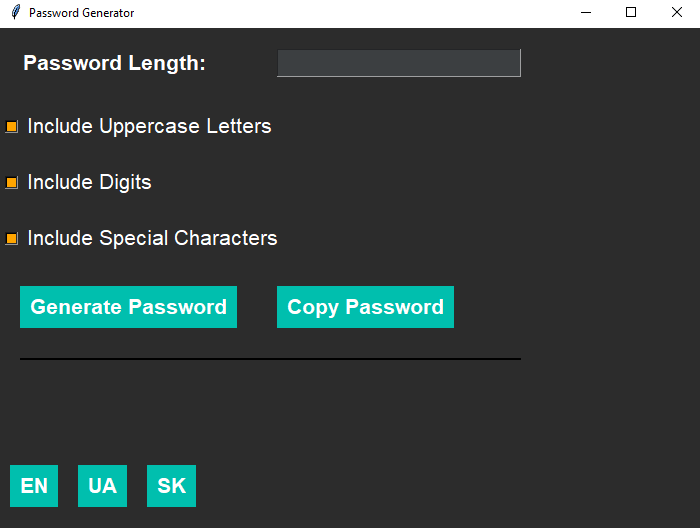 Password Generator
Password Length:
Include Uppercase Letters
Include Digits
Include Special Characters
Generate Password Copy Password
EN UA SK